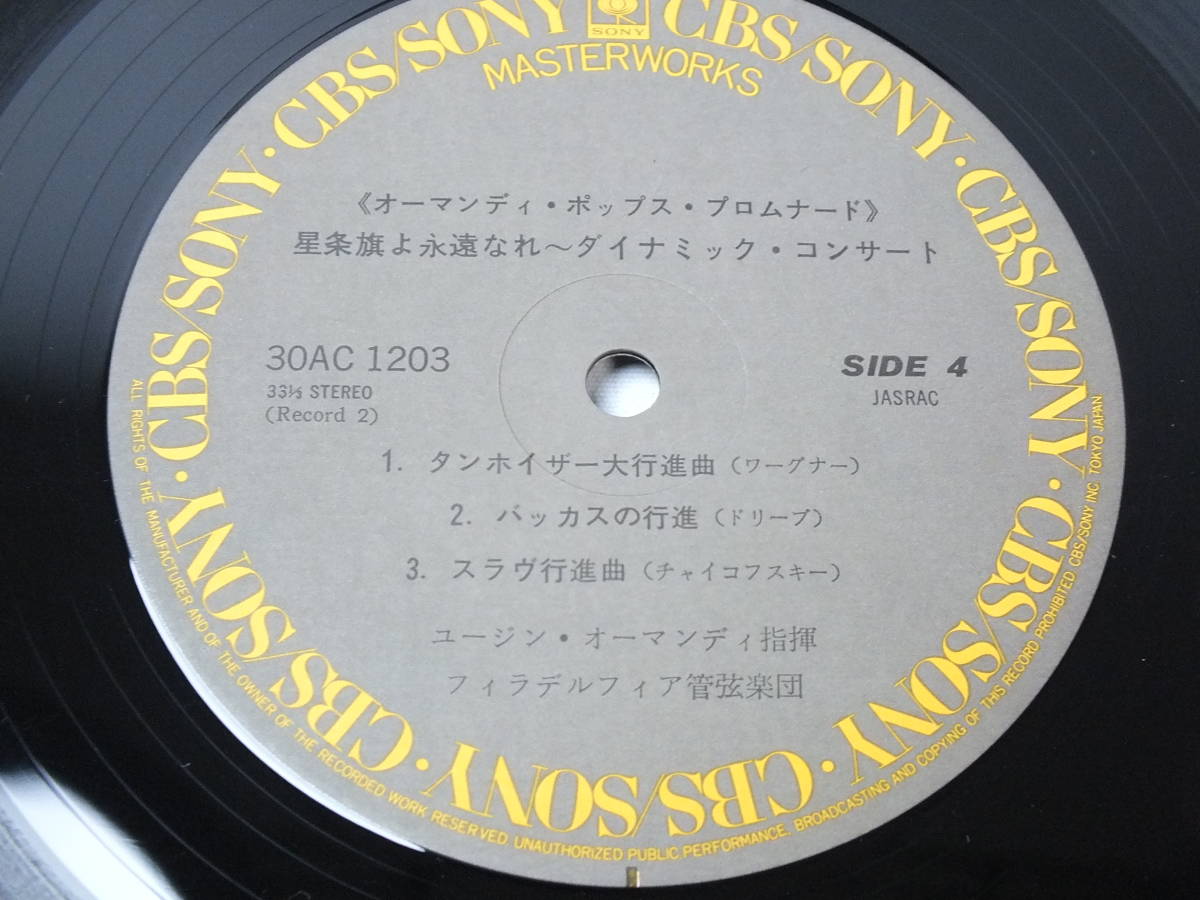 CBS/SONY · CBS/SONY · CBS/SONY · CBS/SONY · CBS/SONY · CBS/SONY · CBS/SONY · CBS/SONY · CBS/SONY
SONY
MASTERWORKS
《オーマンディ・ポップス・プロムナード》
星条旗よ永遠なれ〜ダイナミック・コンサート
30AC 1203
33⅓ STEREO
(Record 2)
SIDE 4
JASRAC
1. タンホイザー大行進曲（ワーグナー）
2. バッカスの行進（ドリーブ）
3. スラヴ行進曲（チャイコフスキー）
ユージン・オーマンディ指揮
フィラデルフィア管弦楽団
ALL RIGHTS OF THE MANUFACTURER AND OF THE OWNER OF THE RECORDED WORK RESERVED UNAUTHORIZED PUBLIC PERFORMANCE, BROADCASTING AND COPYING OF THIS RECORD PROHIBITED CBS/SONY INC TOKYO JAPAN